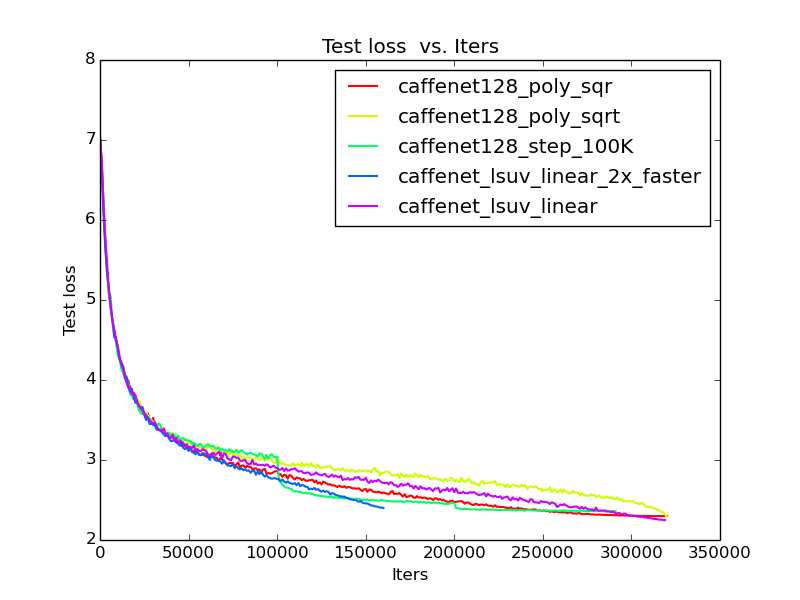 Test loss  vs. Iters
8
7
6
5
4
3
2
Test loss
caffenet128_poly_sqr
caffenet128_poly_sqrt
caffenet128_step_100K
caffenet_lsuv_linear_2x_faster
caffenet_lsuv_linear
0 50000 100000 150000 200000 250000 300000 350000
Iters